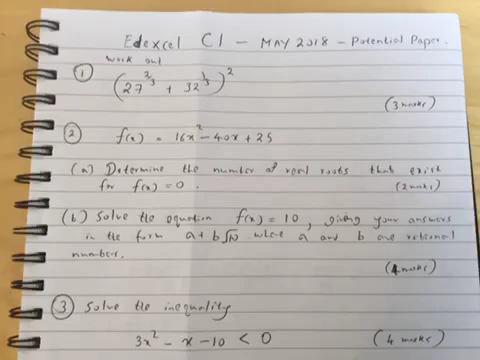 Edexcel C1 - MAY 2018 - Potential Paper.
① work out
(27^(2/3) + 32^(1/3))^2
(3 marks)
② f(x) = 16x² - 40x + 25
(a) Determine the number of real roots that exist
for f(x) = 0. (2 marks)
(b) Solve the equation f(x) = 10, giving your answers
in the form a + b√10 where a and b are rational
numbers.
(4 marks)
③ Solve the inequality
3x² - x - 10 < 0 (4 marks)